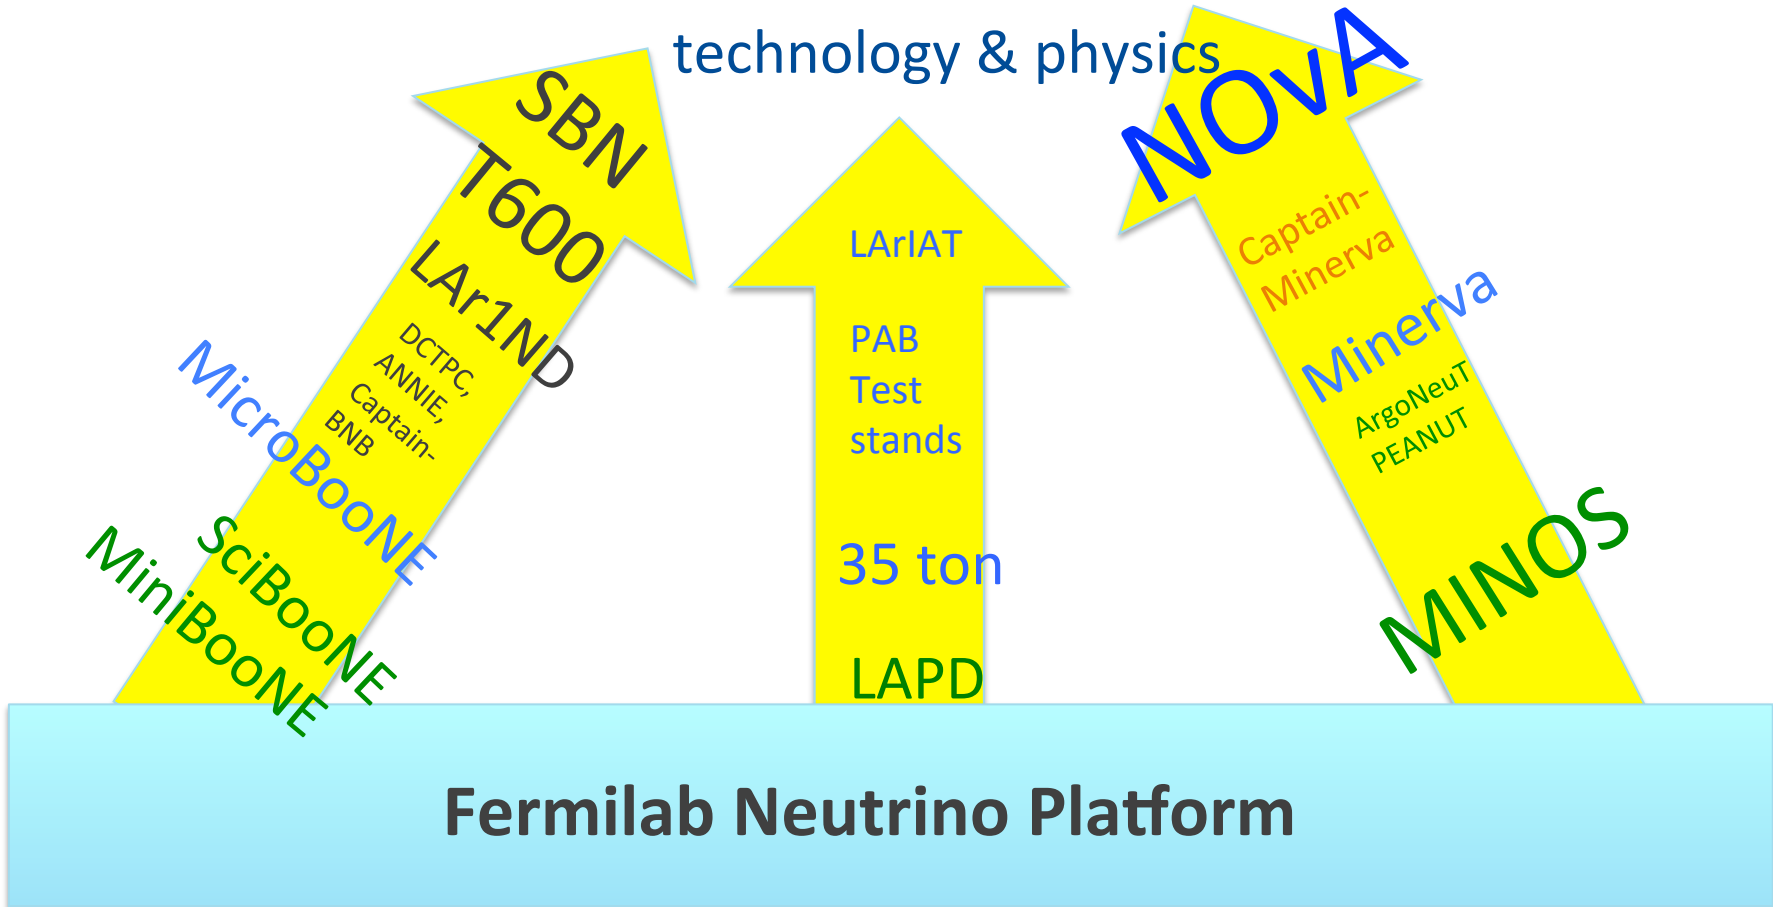 technology & physics
SBN
T600
LAr1ND
DCTPC,
ANNIE,
Captain-
BNB
MicroBooNE
SciBooNE
MiniBooNE
LArIAT
PAB
Test
stands
35 ton
LAPD
NOvA
Captain-
Minerva
Minerva
ArgoNeuT
PEANUT
MINOS
Fermilab Neutrino Platform